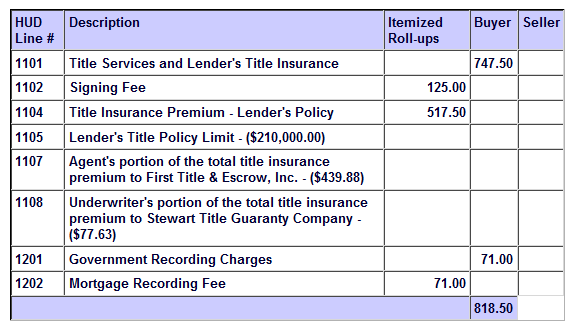 HUD Line # Description Itemized Roll-ups Buyer Seller
1101 Title Services and Lender's Title Insurance 747.50
1102 Signing Fee 125.00
1104 Title Insurance Premium - Lender's Policy 517.50
1105 Lender's Title Policy Limit - ($210,000.00)
1107 Agent's portion of the total title insurance
premium to First Title & Escrow, Inc. - ($439.88)
1108 Underwriter's portion of the total title insurance
premium to Stewart Title Guaranty Company -
($77.63)
1201 Government Recording Charges 71.00
1202 Mortgage Recording Fee 71.00
818.50